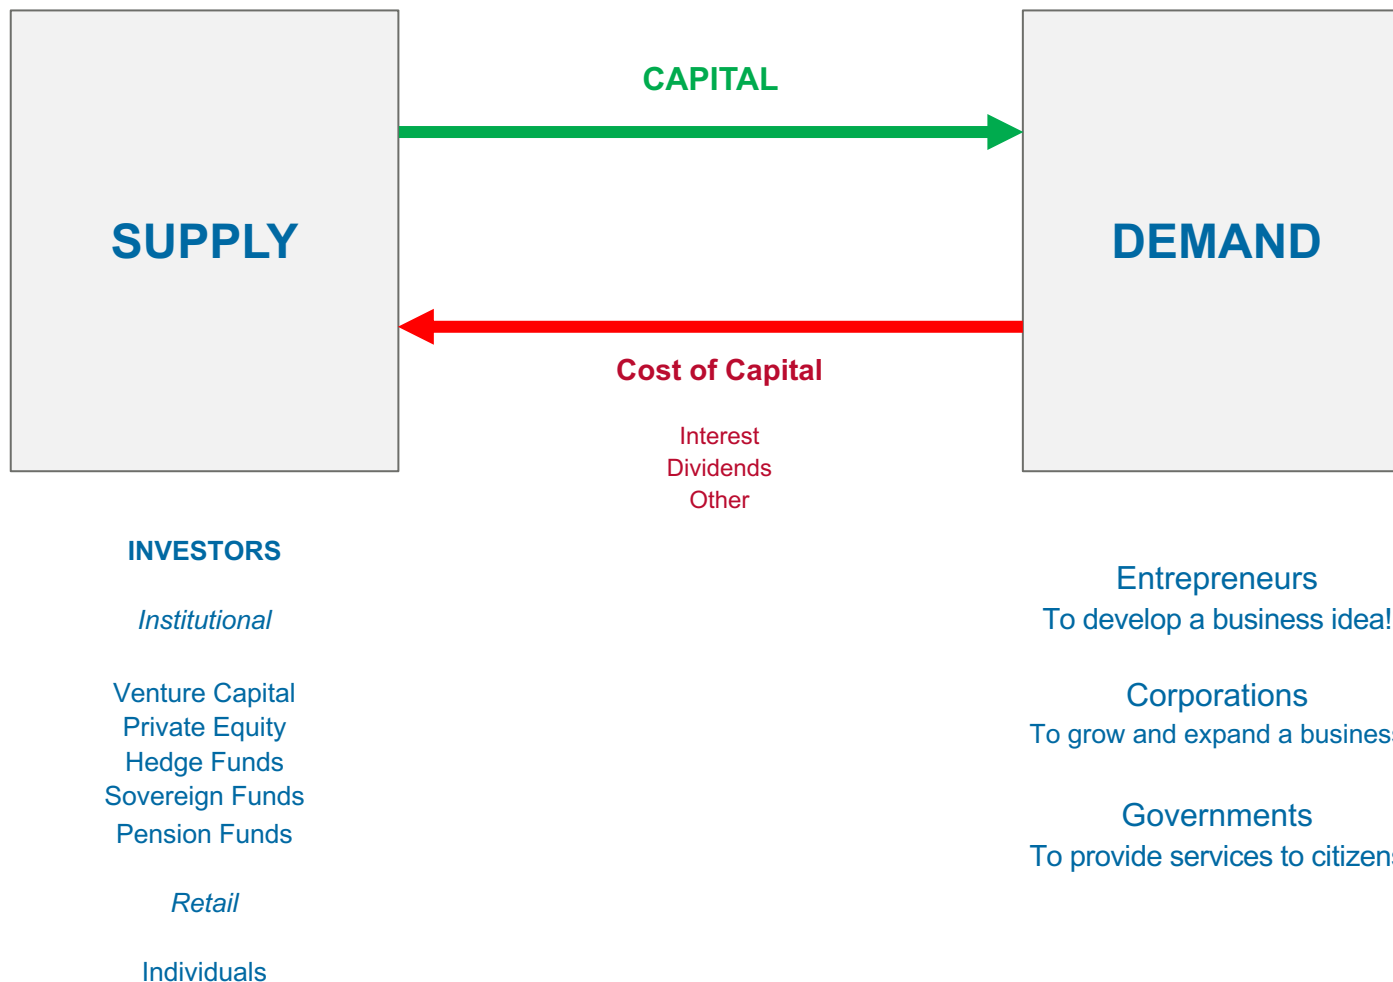 CAPITAL
SUPPLY
DEMAND
Cost of Capital
Interest
Dividends
Other
INVESTORS
Institutional
Venture Capital
Private Equity
Hedge Funds
Sovereign Funds
Pension Funds
Retail
Individuals
Entrepreneurs
To develop a business idea!
Corporations
To grow and expand a business
Governments
To provide services to citizens